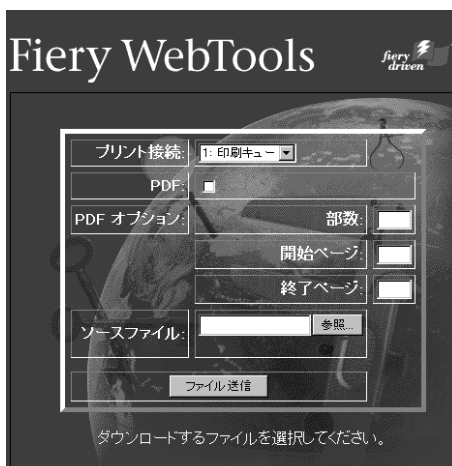 Fiery WebTools
fiery driven
プリント接続: 1: 印刷キュー
PDF:
PDF オプション: 部数:
開始ページ:
終了ページ:
ソースファイル: 参照...
ファイル送信
ダウンロードするファイルを選択してください。